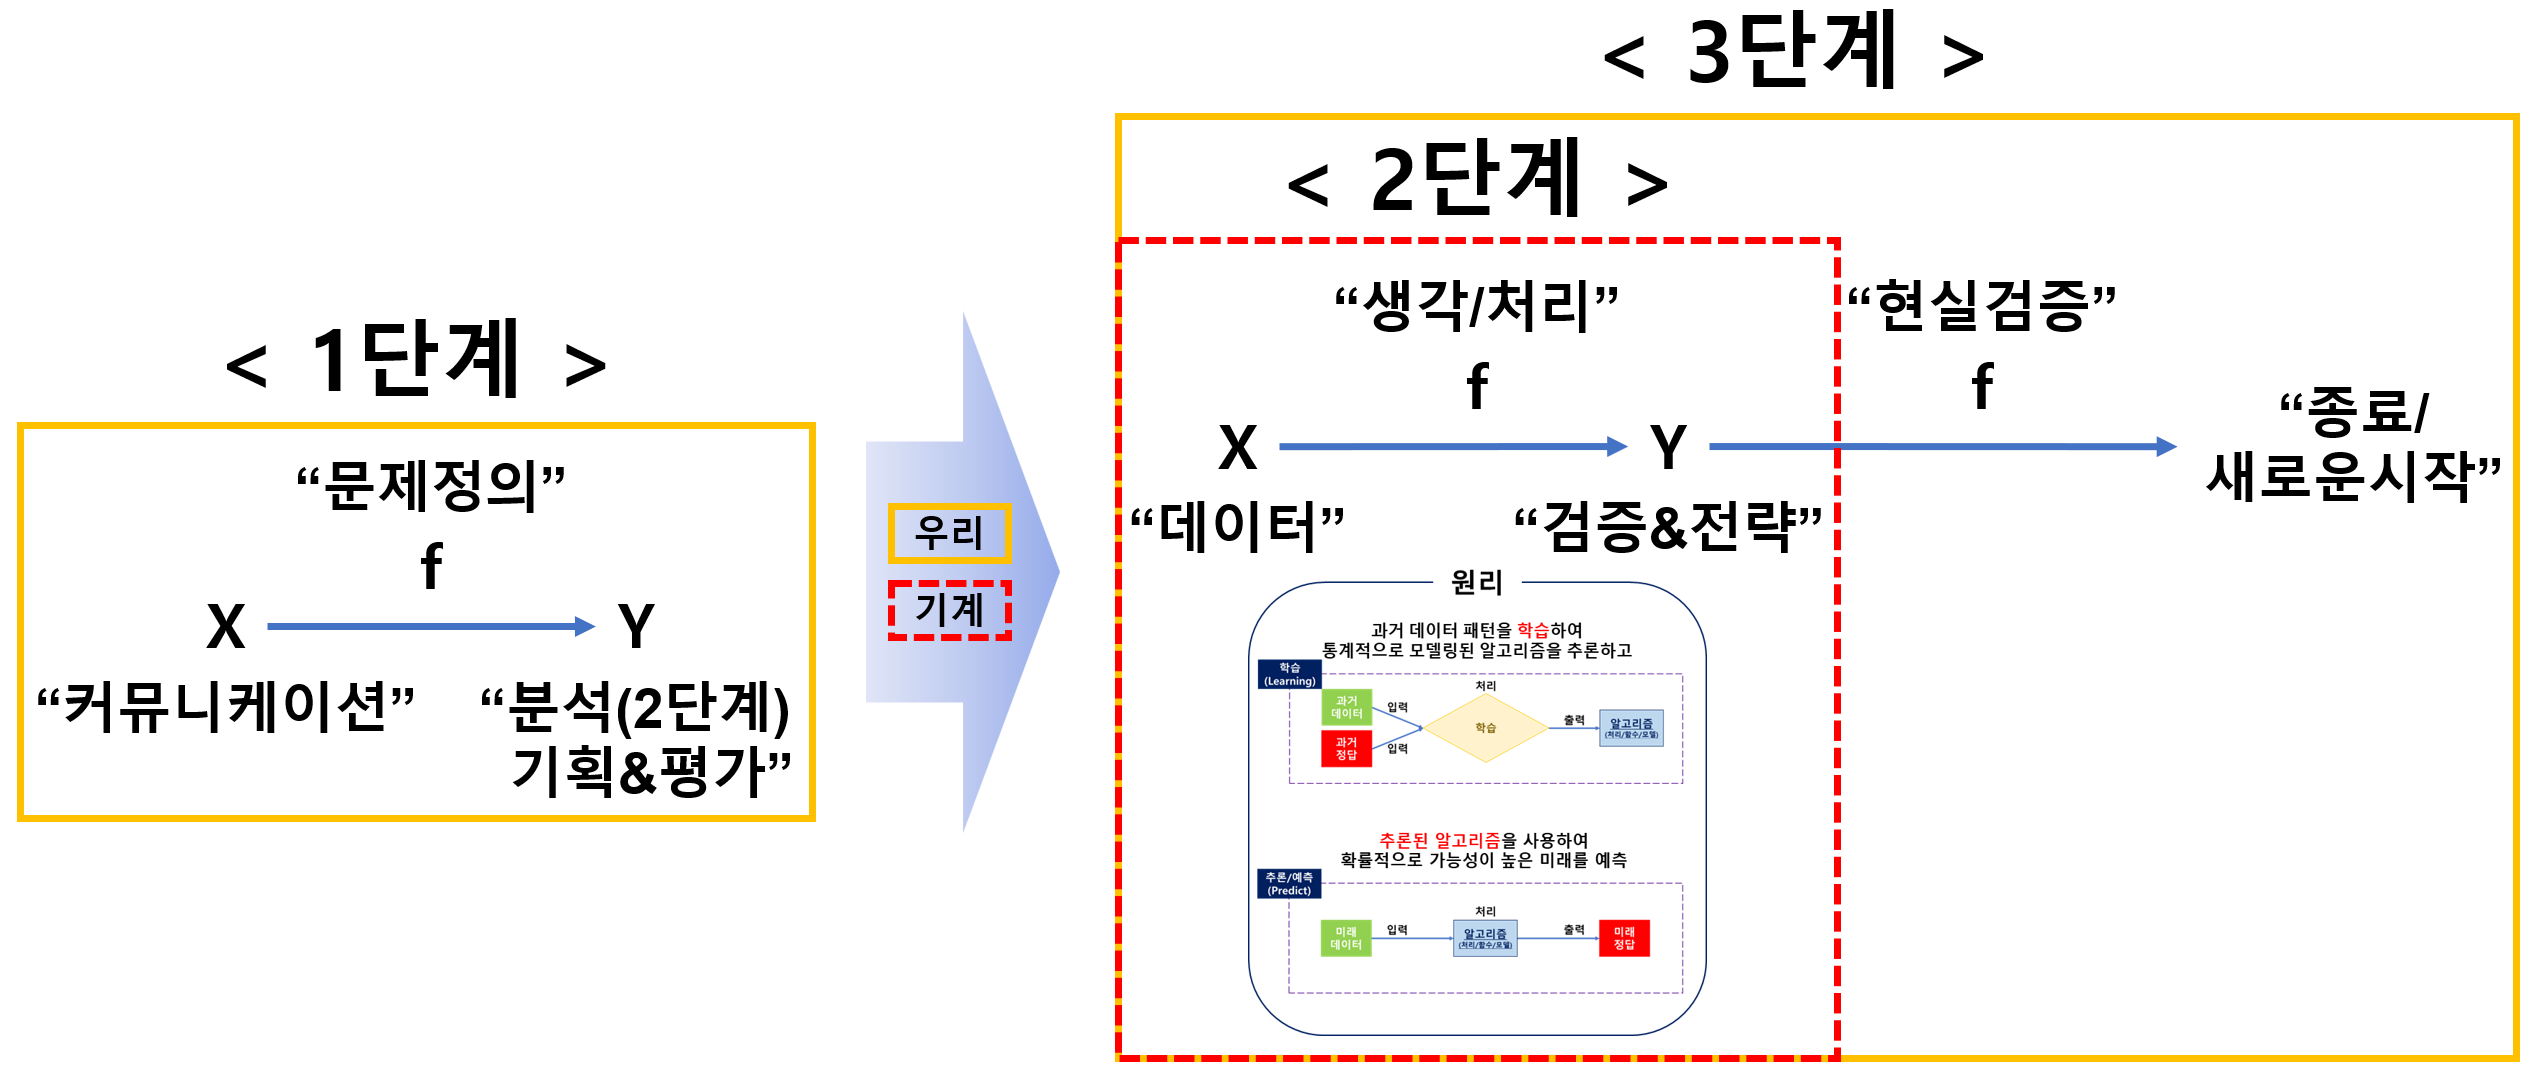 < 1단계 >
“문제정의”
f
X
Y
“커뮤니케이션”
“분석(2단계)
기획&평가”
우리
기계
< 3단계 >
< 2단계 >
“생각/처리”
f
X
Y
“데이터”
“검증&전략”
“현실검증”
f
“종료/
새로운시작”
원리
과거 데이터 패턴을 학습하여
통계적으로 모델링된 알고리즘을 추론하고
학습
(Learning)
과거
데이터
과거
정답
입력
입력
처리
학습
출력
알고리즘
(처리/함수/모델)
추론된 알고리즘을 사용하여
확률적으로 가능성이 높은 미래를 예측
추론/예측
(Predict)
미래
데이터
입력
처리
알고리즘
(처리/함수/모델)
출력
미래
정답